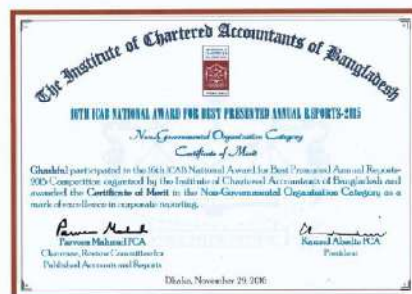 The Institute of Chartered Accountants of Bangladesh
16TH ICAB NATIONAL AWARD FOR BEST PRESENTED ANNUAL REPORTS-2015
Non-Governmental Organisation Category
Certificate of Merit
Ghashful participated in the 16th ICAB National Award for Best Presented Annual Reports-
2015 Competition organized by the Institute of Chartered Accountants of Bangladesh and
awarded the Certificate of Merit in the Non-Governmental Organisation Category as a
mark of excellence in corporate reporting.
Parveen Mahmud FCA
Chairman, Review Committee for
Published Accounts and Reports
FCA
President
Dhaka, November 29, 2016